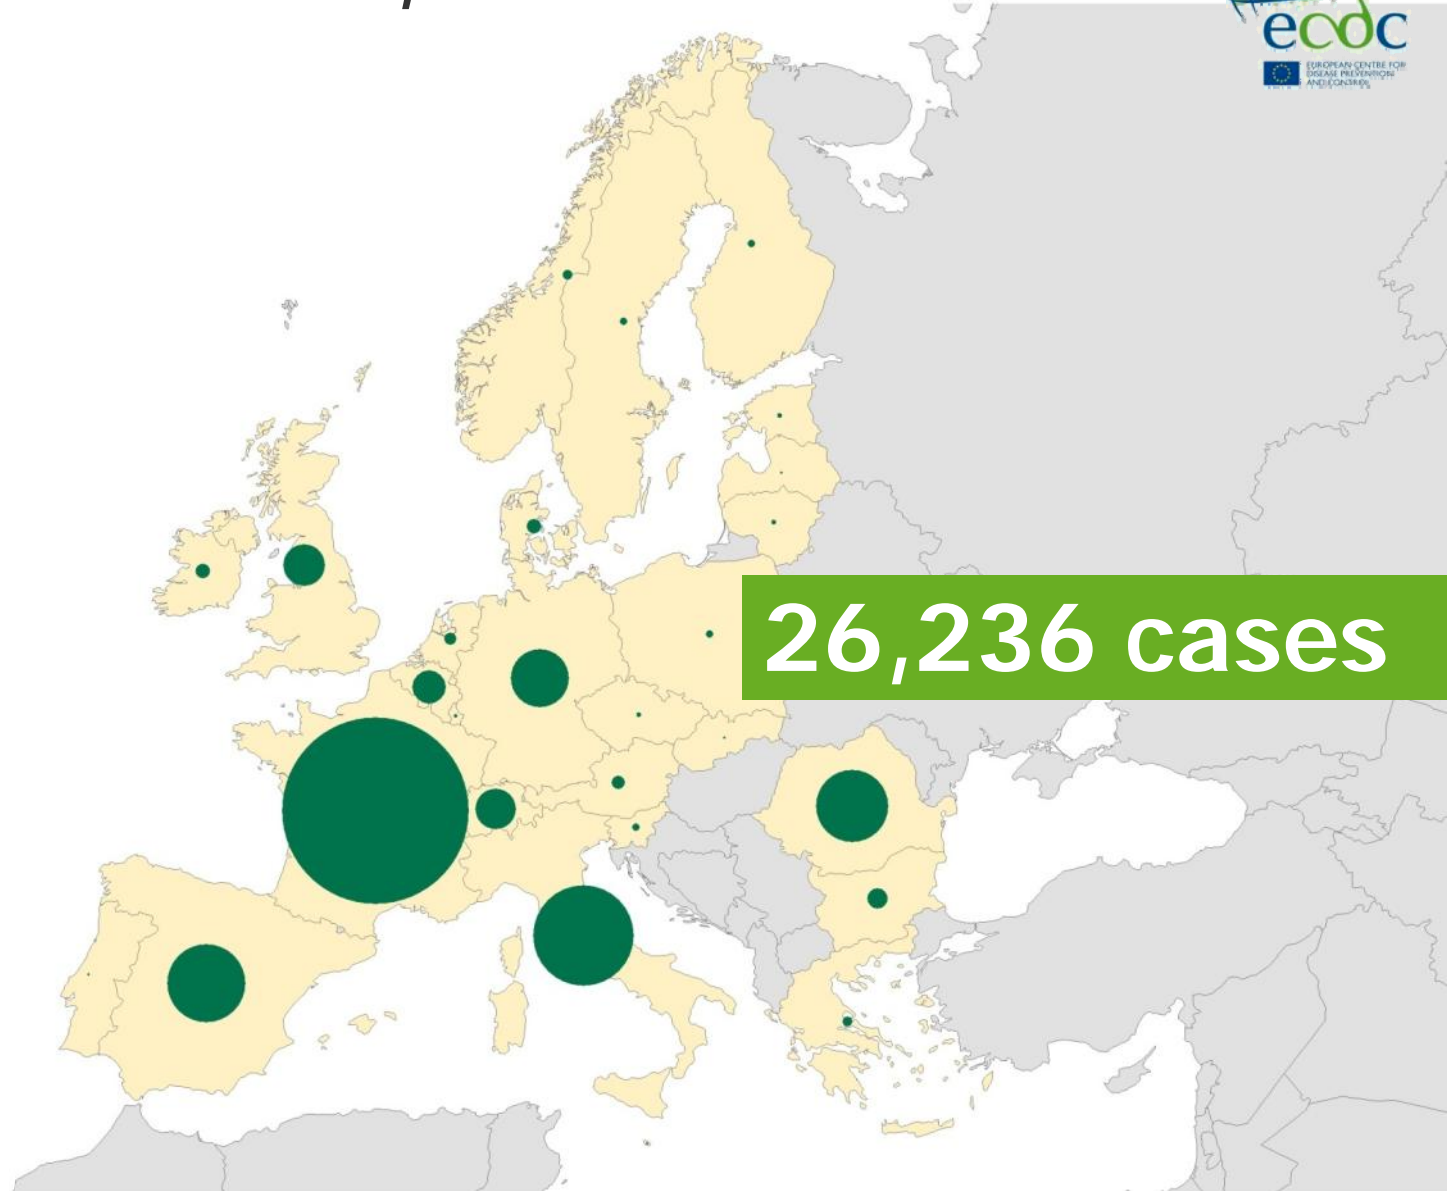 ecdc
EUROPEAN CENTRE FOR
DISEASE PREVENTION
AND CONTROL
26,236 cases